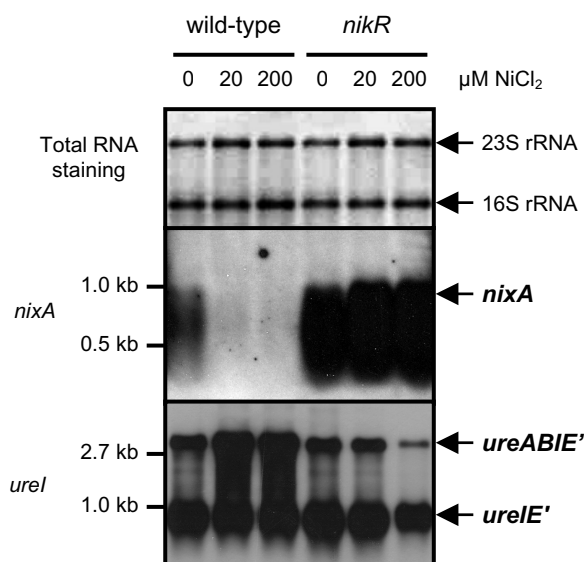 wild-type nikR
0 20 200 0 20 200 µM NiCl₂
Total RNA
staining
23S rRNA
16S rRNA
nixA
1.0 kb
0.5 kb
nixA
ureI
2.7 kb
1.0 kb
ureABIE'
ureIE'